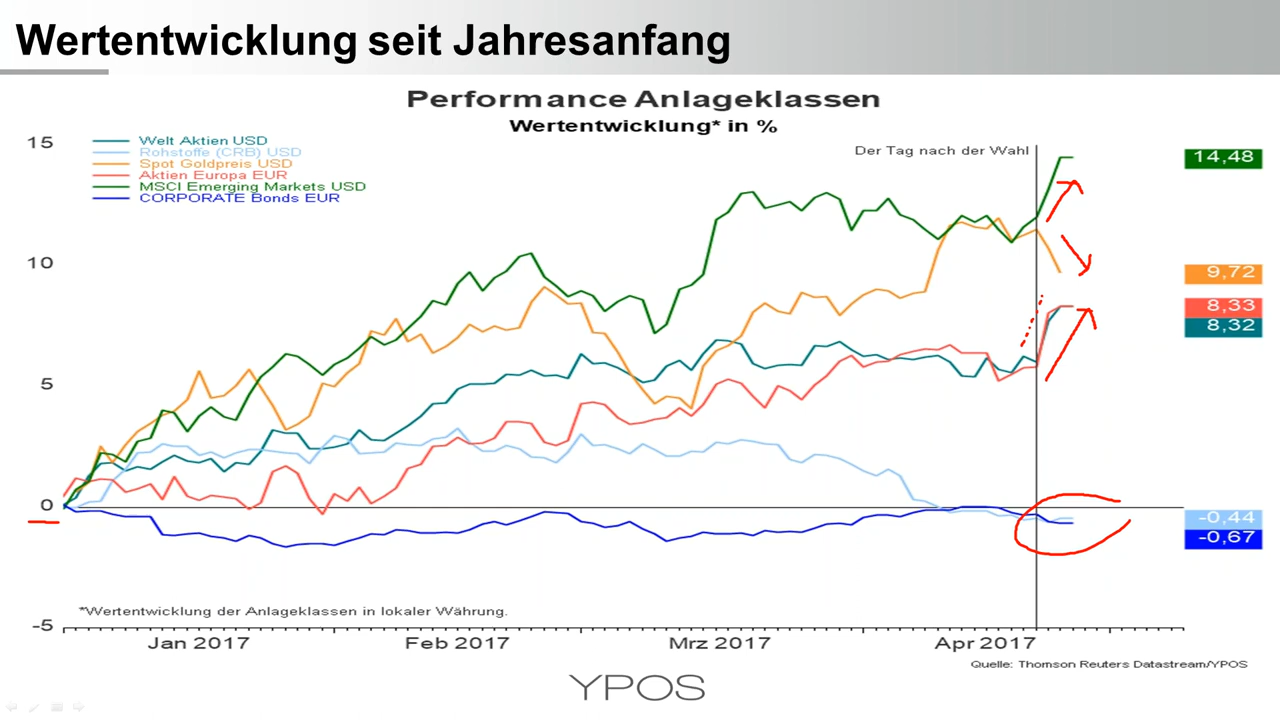 Wertentwicklung seit Jahresanfang
Performance Anlageklassen
Wertentwicklung* in %
Welt Aktien USD
Rohstoffe (CRB) USD
Spot Goldpreis USD
Aktien Europa EUR
MSCI Emerging Markets USD
CORPORATE Bonds EUR
Der Tag nach der Wahl
15
10
5
0
-5
14,48
9,72
8,33
8,32
-0,44
-0,67
*Wertentwicklung der Anlageklassen in lokaler Währung.
Jan 2017
Feb 2017
Mrz 2017
Apr 2017
Quelle: Thomson Reuters Datastream/YPOS
YPOS